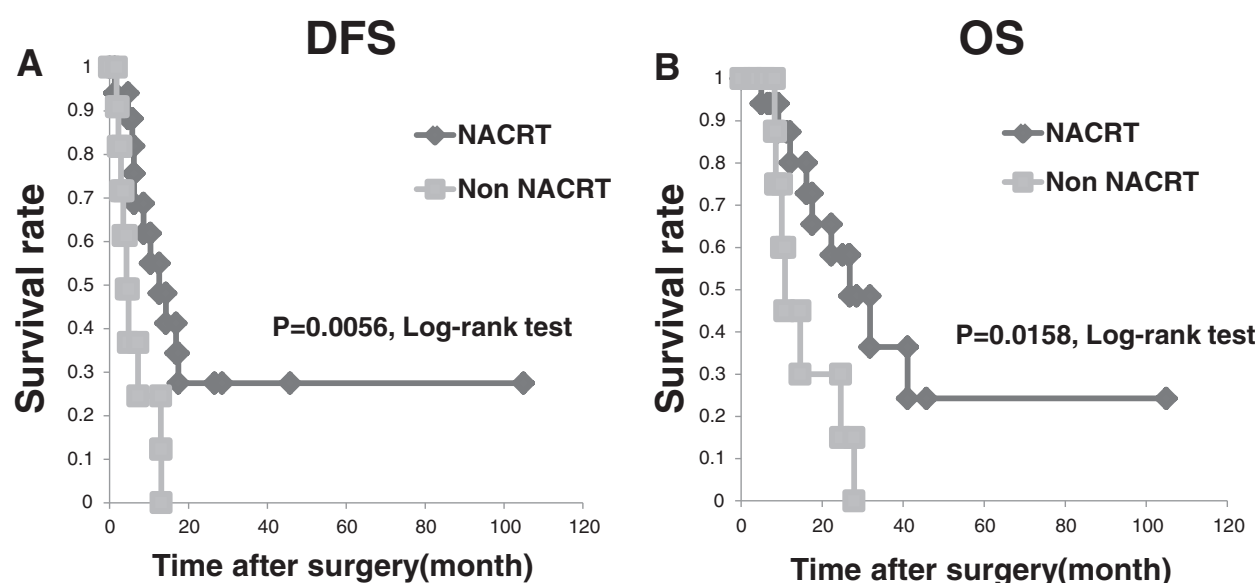 A
DFS
1
0.9
0.8
0.7
0.6
0.5
0.4
0.3
0.2
0.1
0
0
20
40
60
80
100
120
Survival rate
Time after surgery(month)
NACRT
Non NACRT
P=0.0056, Log-rank test
B
OS
1
0.9
0.8
0.7
0.6
0.5
0.4
0.3
0.2
0.1
0
0
20
40
60
80
100
120
Survival rate
Time after surgery(month)
NACRT
Non NACRT
P=0.0158, Log-rank test